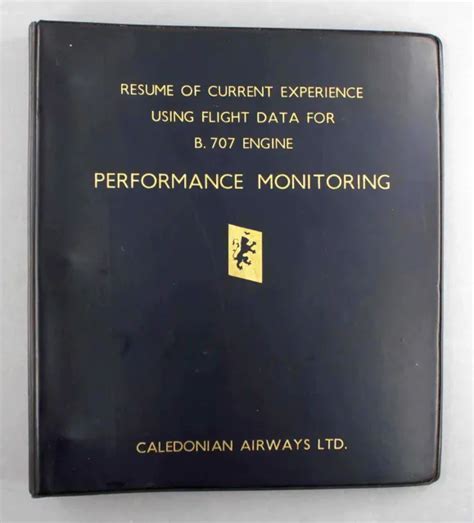 RESUME OF CURRENT EXPERIENCE
USING FLIGHT DATA FOR
B. 707 ENGINE
PERFORMANCE MONITORING
CALEDONIAN AIRWAYS LTD.